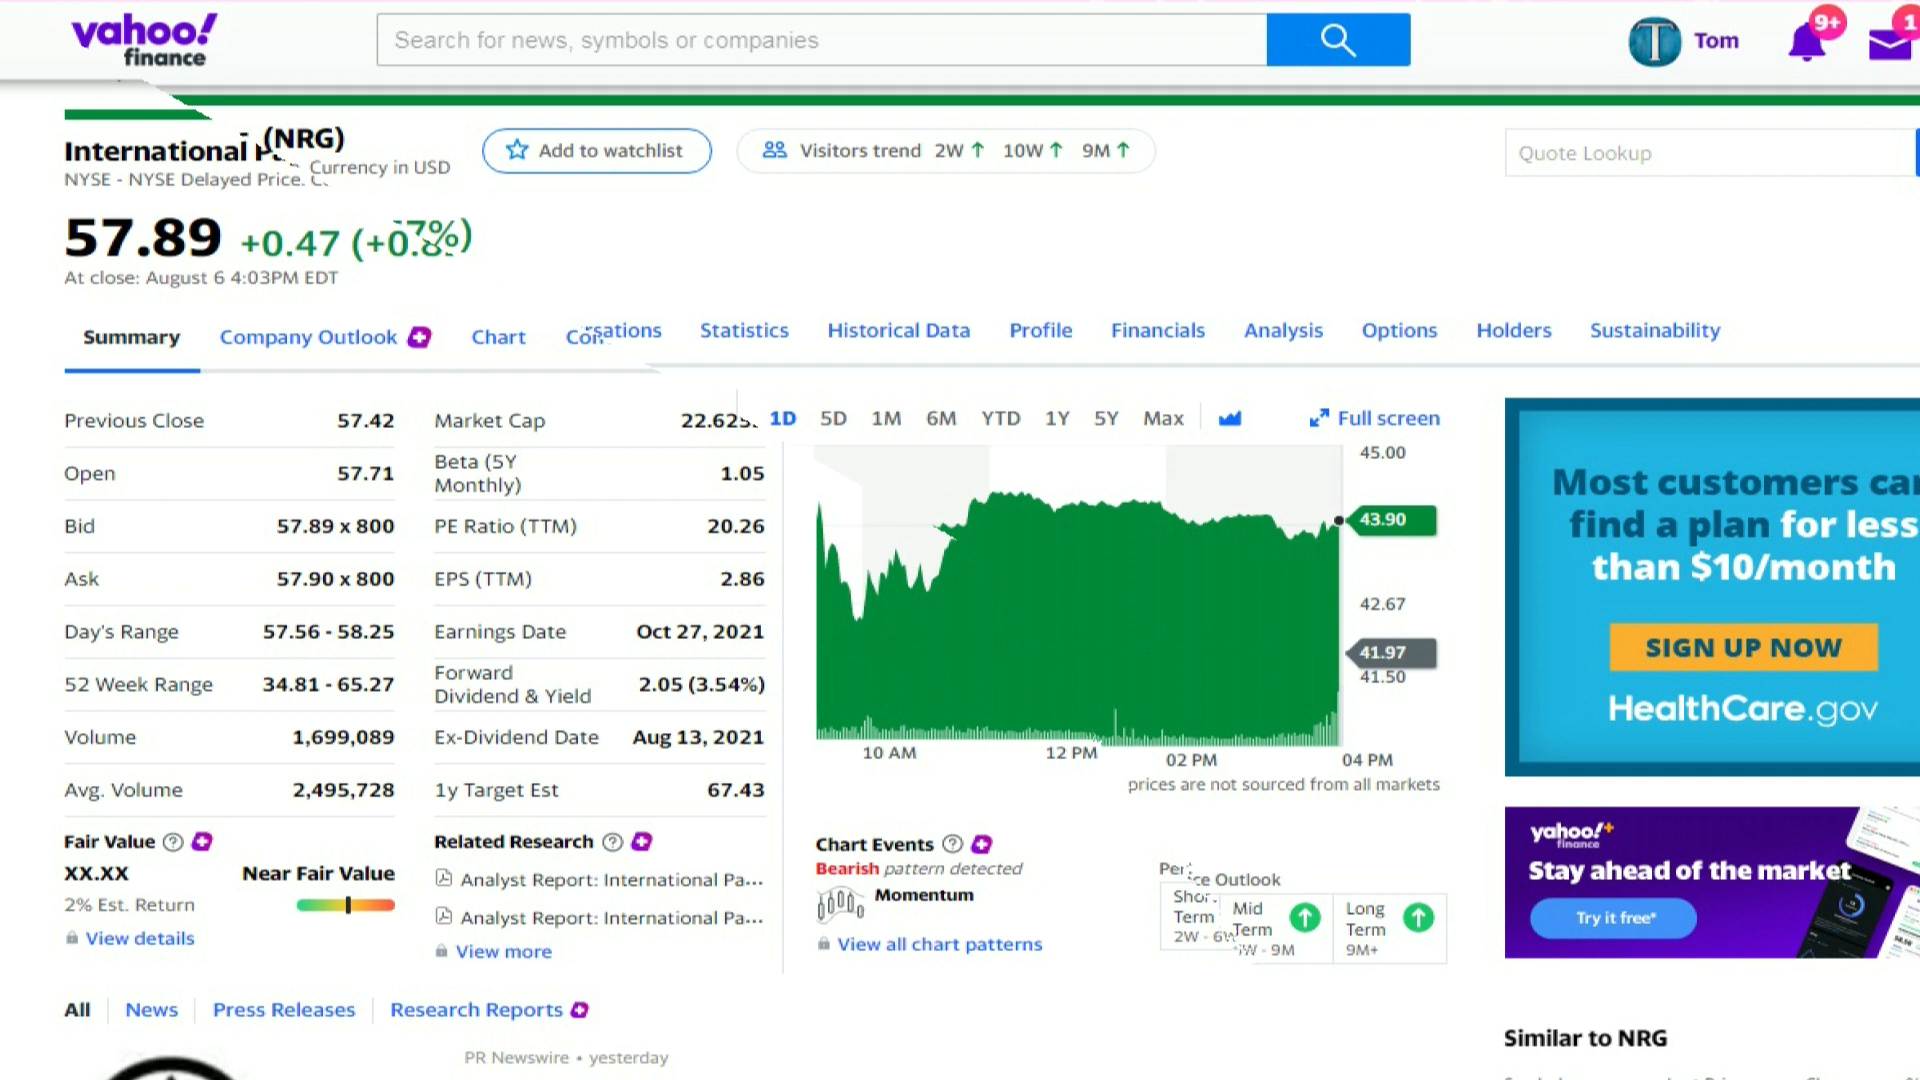 yahoo!
finance
Search for news, symbols or companies
Tom
9+
1
International
(NRG)
NYSE - NYSE Delayed Price.
Currency in USD
Add to watchlist
Visitors trend 2W 10W 9M
Quote Lookup
57.89 +0.47
At close: August 6 4:03PM EDT
Summary
Company Outlook
Chart
Statistics
Historical Data
Profile
Financials
Analysis
Options
Holders
Sustainability
Previous Close 57.42
Open 57.71
Bid 57.89 x 800
Ask 57.90 x 800
Day's Range 57.56 - 58.25
52 Week Range 34.81 - 65.27
Volume 1,699,089
Avg. Volume 2,495,728
Market Cap
Beta (5Y
Monthly) 1.05
PE Ratio (TTM) 20.26
EPS (TTM) 2.86
Earnings Date Oct 27, 2021
Forward
Dividend & Yield 2.05 (3.54%)
Ex-Dividend Date Aug 13, 2021
1y Target Est 67.43
1D 5D 1M 6M YTD 1Y 5Y Max
Full screen
45.00
43.90
42.67
41.97
41.50
10 AM 12 PM 02 PM 04 PM
prices are not sourced from all markets
Fair Value
XX.XX Near Fair Value
2% Est. Return
View details
Related Research
Analyst Report: International Pa...
Analyst Report: International Pa...
View more
Chart Events
Bearish pattern detected
Momentum
View all chart patterns
Outlook
Term
Mid
Term
Long
Term
9M+
Most customers can
find a plan for less
than $10/month
SIGN UP NOW
HealthCare.gov
yahoo!+
finance
Stay ahead of the market
Try it free*
All
News
Press Releases
Research Reports
PR Newswire • yesterday
Similar to NRG